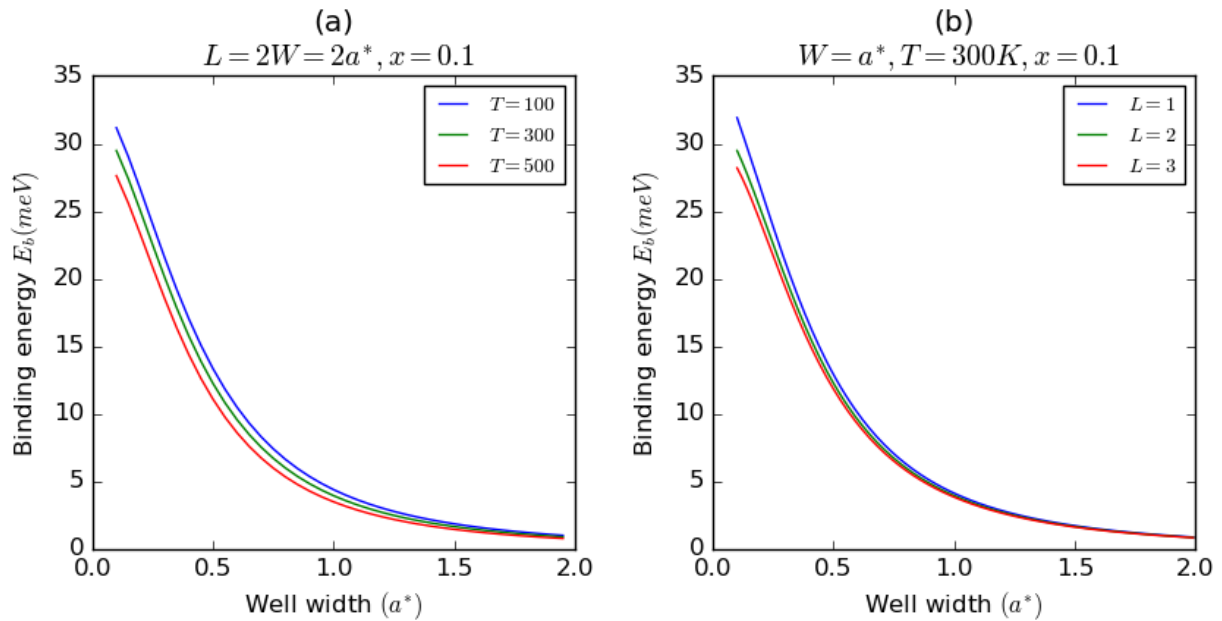 (a)
L = 2W = 2a*, x = 0.1
35
30
25
20
15
10
5
0
0.0 0.5 1.0 1.5 2.0
Binding energy E_b(meV)
Well width (a*)
T = 100
T = 300
T = 500
(b)
W = a*, T = 300K, x = 0.1
35
30
25
20
15
10
5
0
0.0 0.5 1.0 1.5 2.0
Binding energy E_b(meV)
Well width (a*)
L = 1
L = 2
L = 3